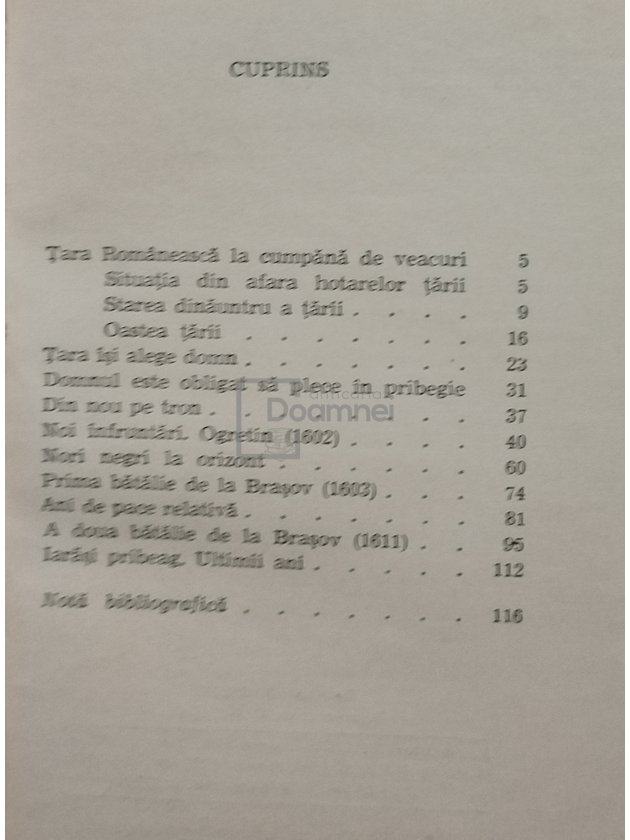 CUPRINS
Țara Românească la cumpănă de veacuri 5
Situația din afara hotarelor țării 5
Starea dinăuntru a țării . . . . 9
Oastea țării . . . . . . . 16
Țara își alege domn . . . . . . . 23
Domnul este obligat să plece în pribegie 31
Din nou pe tron . . . . . . . . 37
Noi înfruntări. Ogretin (1602) . . . . 40
Nori negri la orizont . . . . . . 60
Prima bătălie de la Brașov (1603) . . . 74
Ani de pace relativă . . . . . . . 81
A doua bătălie de la Brașov (1611) . . 95
Iarăși pribeag. Ultimii ani . . . . . 112
Notă bibliografică . . . . . . . 116
anticariat
Doamnei